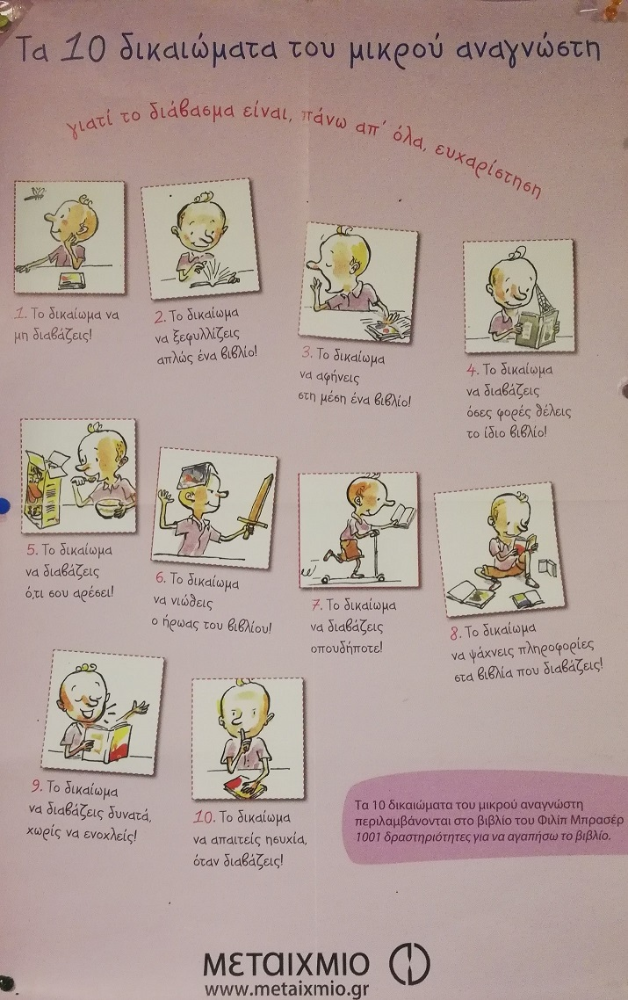 Τα 10 δικαιώματα του μικρού αναγνώστη
γιατί το διάβασμα είναι, πάνω απ' όλα, ευχαρίστηση
1. Το δικαίωμα να
μη διαβάζεις!
2. Το δικαίωμα
να ξεφυλλίζεις
απλώς ένα βιβλίο!
3. Το δικαίωμα
να αφήνεις
στη μέση ένα βιβλίο!
4. Το δικαίωμα
να διαβάζεις
όσες φορές θέλεις
το ίδιο βιβλίο!
5. Το δικαίωμα
να διαβάζεις
ό,τι σου αρέσει!
6. Το δικαίωμα
να νιώθεις
ο ήρωας του βιβλίου!
7. Το δικαίωμα
να διαβάζεις
οπουδήποτε!
8. Το δικαίωμα
να ψάχνεις πληροφορίες
στα βιβλία που διαβάζεις!
9. Το δικαίωμα
να διαβάζεις δυνατά,
χωρίς να ενοχλείς!
10. Το δικαίωμα
να απαιτείς ησυχία,
όταν διαβάζεις!
Τα 10 δικαιώματα του μικρού αναγνώστη
περιλαμβάνονται στο βιβλίο του Φιλίπ Μπρασέρ
1001 δραστηριότητες για να αγαπήσω το βιβλίο.
ΜΕΤΑΙΧΜΙΟ
www.metaixmio.gr